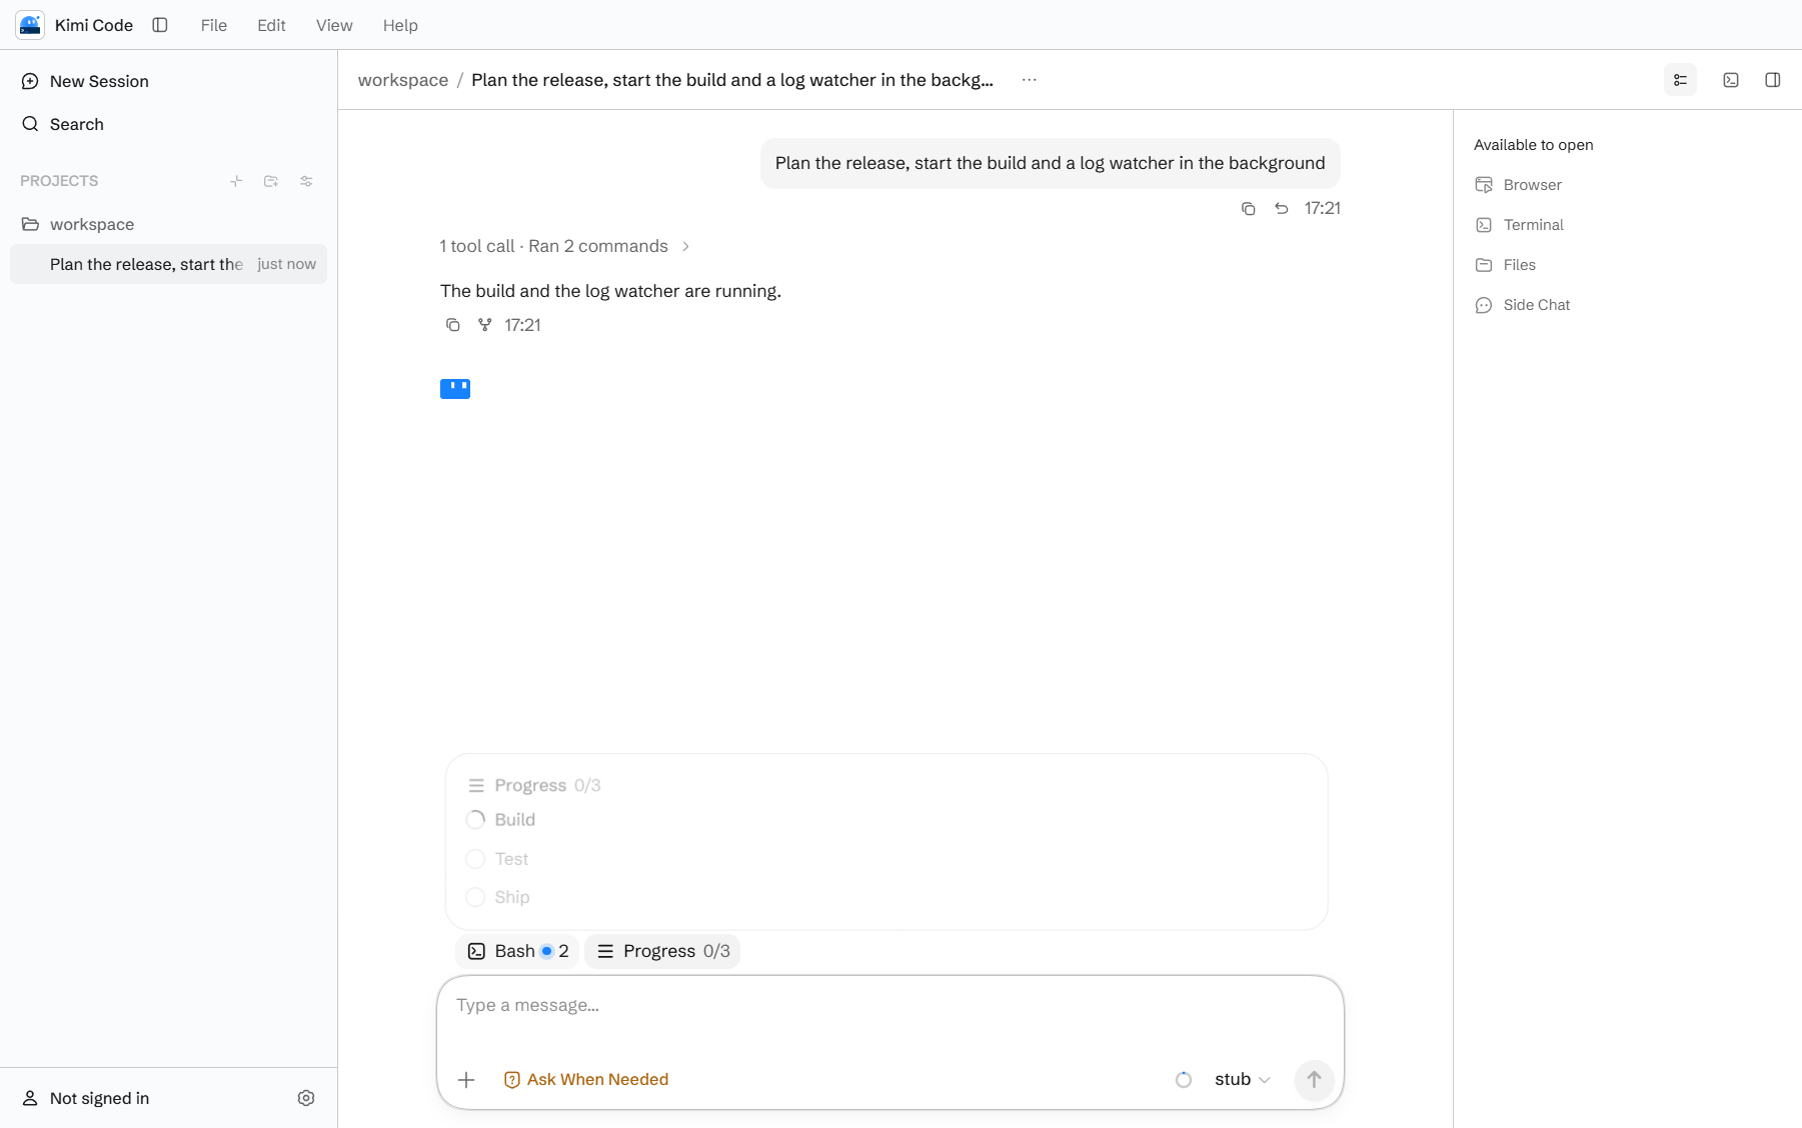 Kimi Code
File
Edit
View
Help
New Session
Search
PROJECTS
workspace
Plan the release, start the
just now
workspace / Plan the release, start the build and a log watcher in the backg...
Plan the release, start the build and a log watcher in the background
17:21
1 tool call · Ran 2 commands
The build and the log watcher are running.
17:21
Progress 0/3
Build
Test
Ship
Bash 2
Progress 0/3
Type a message...
Ask When Needed
stub
Available to open
Browser
Terminal
Files
Side Chat
Not signed in